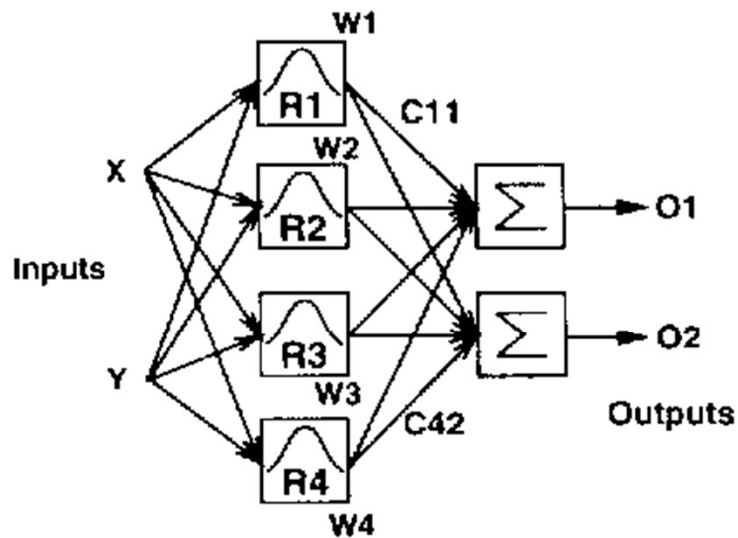 W1
R1
C11
W2
X
R2
Σ
O1
Inputs
R3
Σ
O2
Y
W3
Outputs
C42
R4
W4